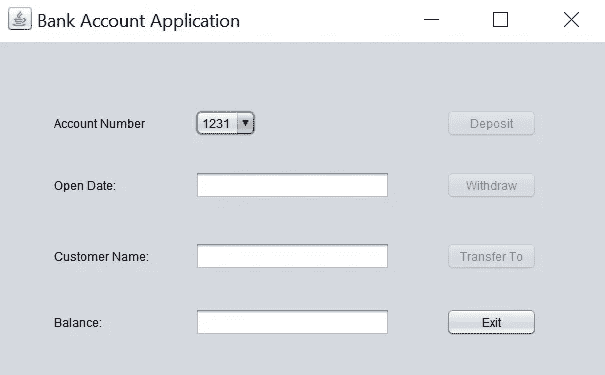 Bank Account Application
Account Number 1231 Deposit
Open Date: Withdraw
Customer Name: Transfer To
Balance: Exit